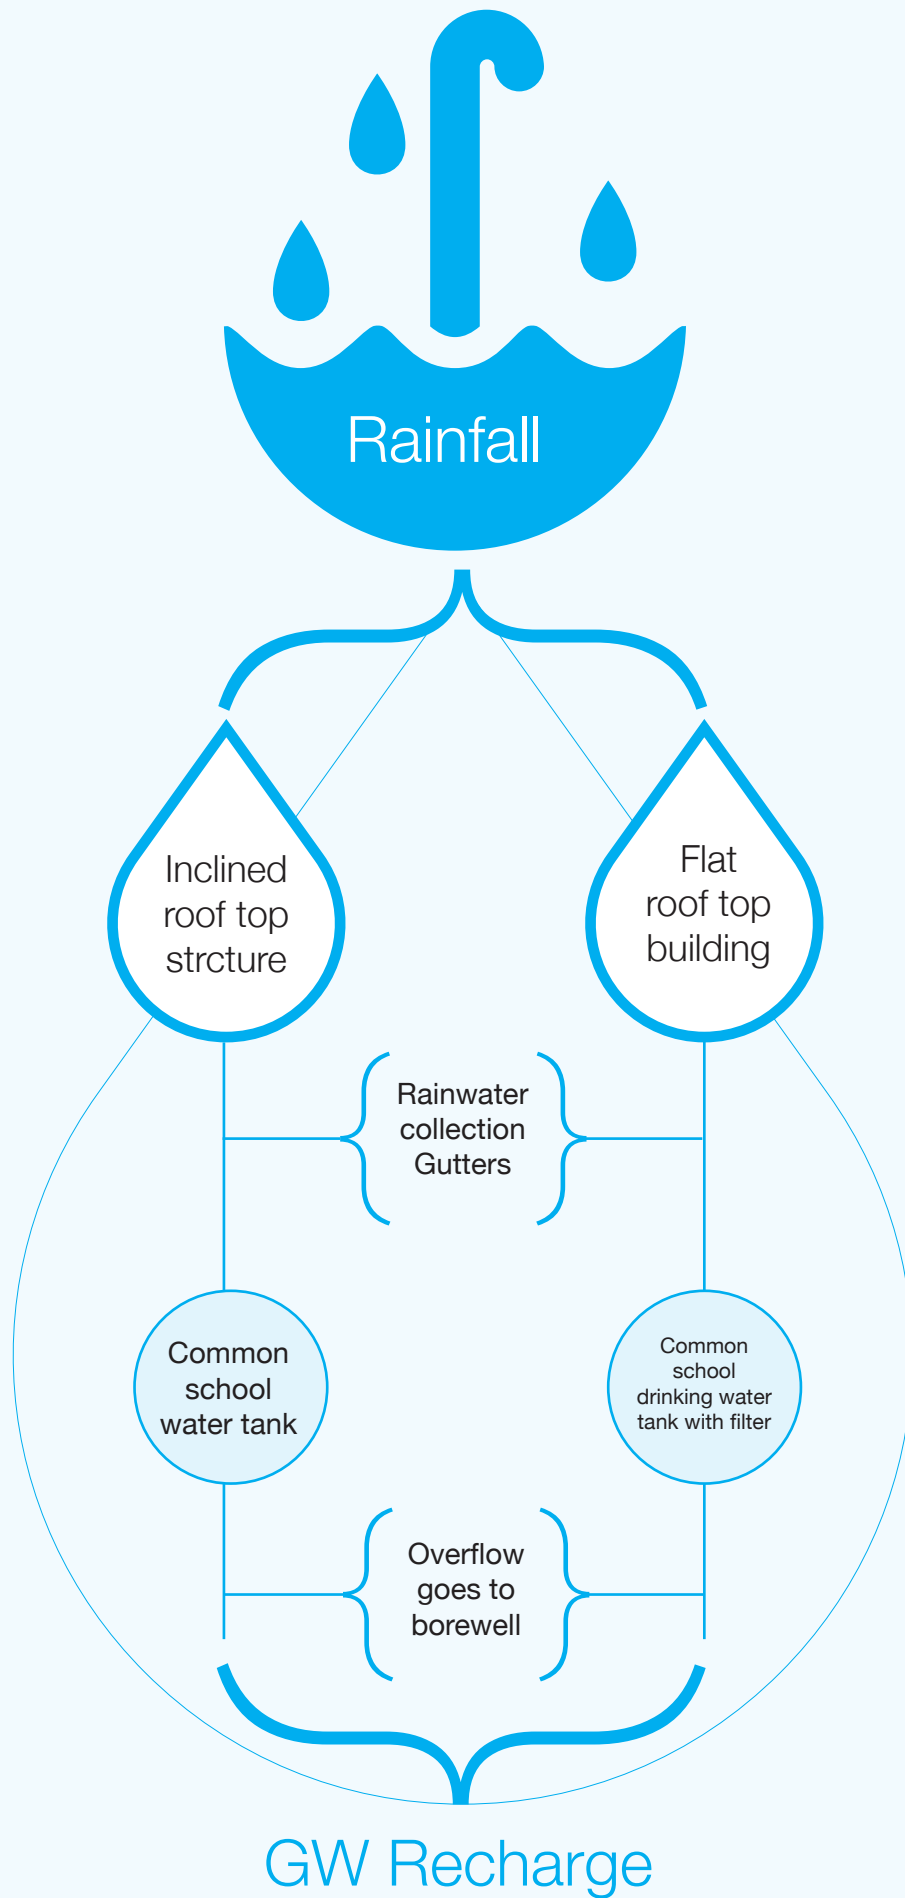 Rainfall
Inclined
roof top
strcture
Flat
roof top
building
Rainwater
collection
Gutters
Common
school
water tank
Common
school
drinking water
tank with filter
Overflow
goes to
borewell
GW Recharge